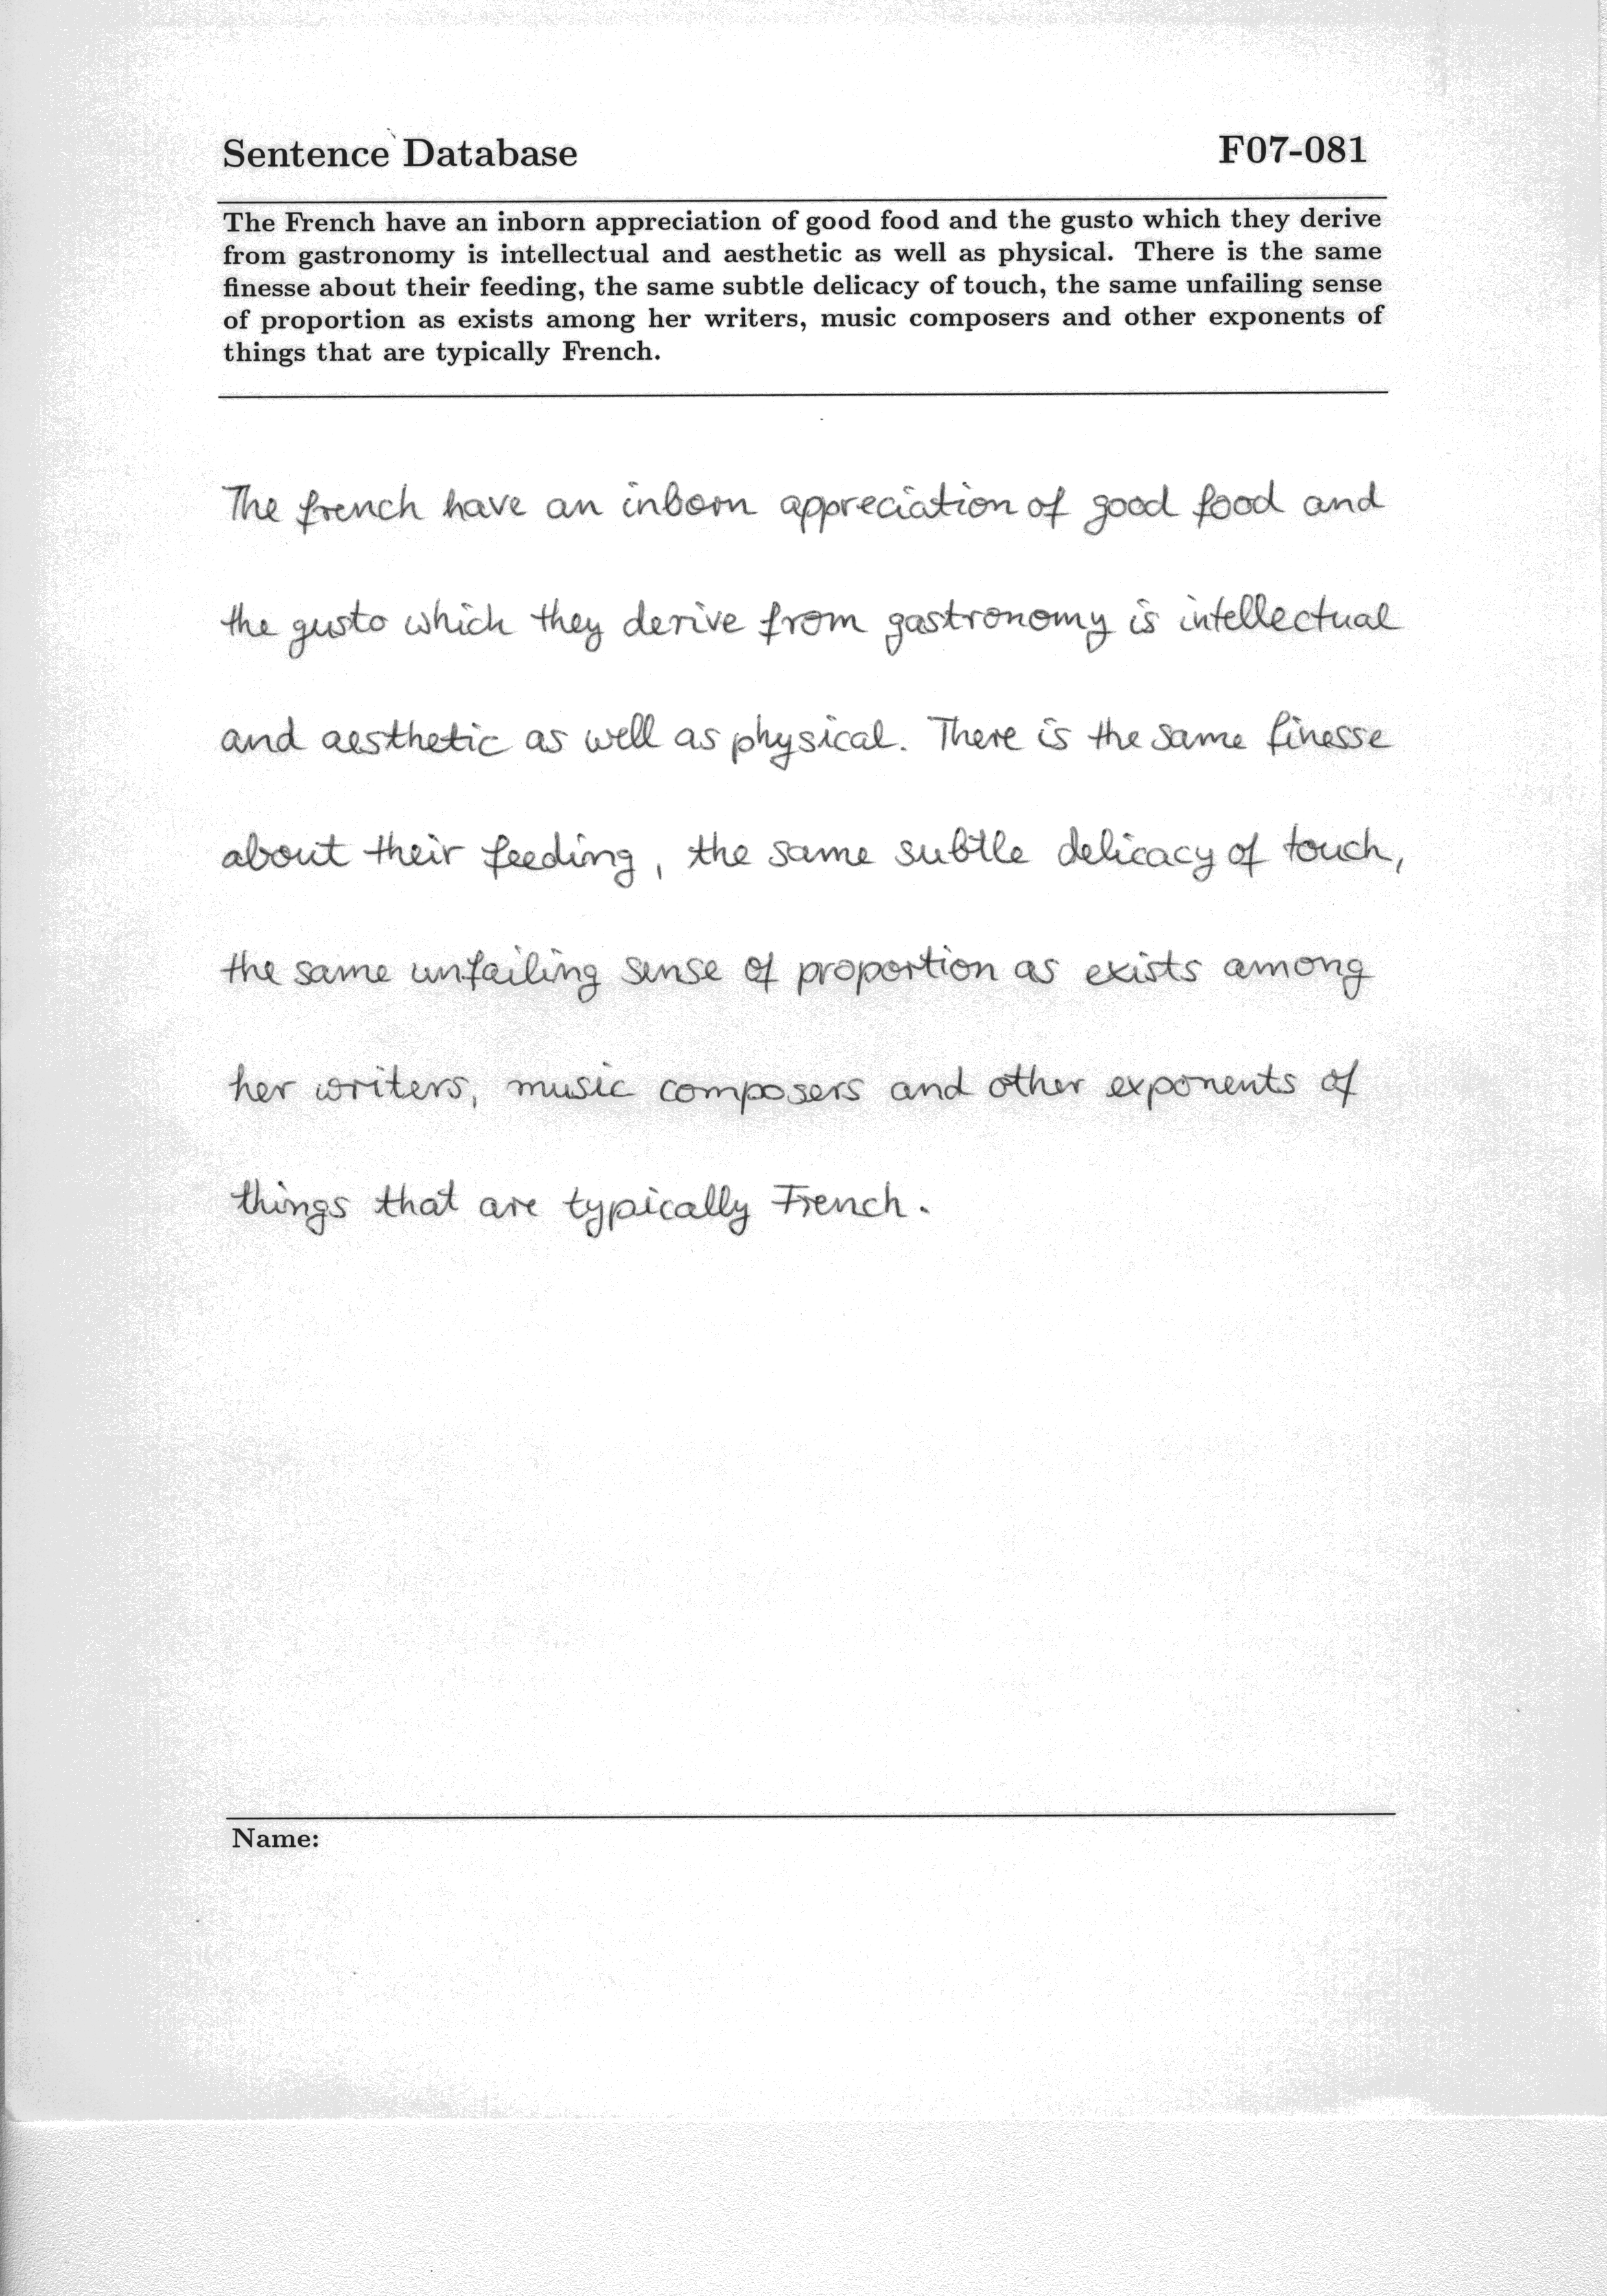 Sentence Database F07-081
The French have an inborn appreciation of good food and the gusto which they derive
from gastronomy is intellectual and aesthetic as well as physical. There is the same
finesse about their feeding, the same subtle delicacy of touch, the same unfailing sense
of proportion as exists among her writers, music composers and other exponents of
things that are typically French.
The french have an inborn appreciation of good food and
the gusto which they derive from gastronomy is intellectual
and aesthetic as well as physical. There is the same finesse
about their feeding, the same subtle delicacy of touch,
the same unfailing sense of proportion as exists among
her writers, music composers and other exponents of
things that are typically French.
Name: